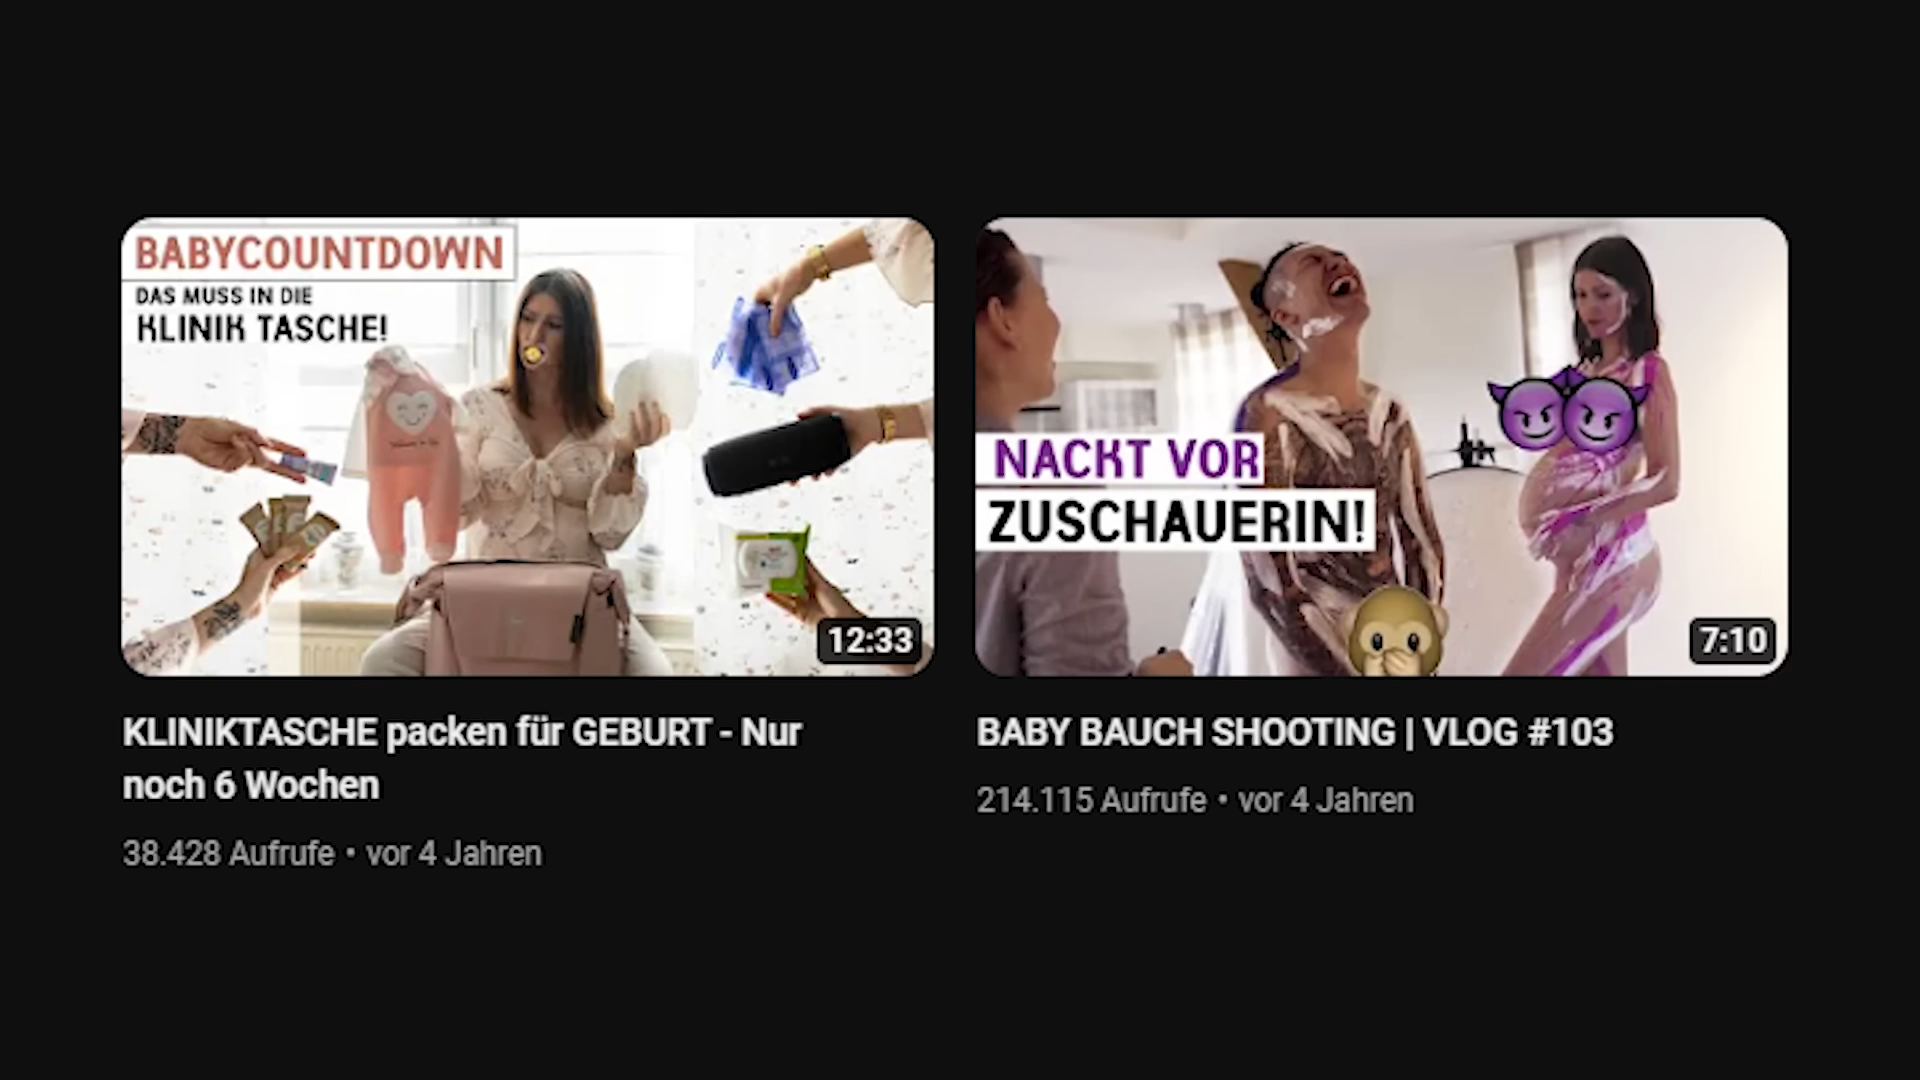 BABYCOUNTDOWN
DAS MUSS IN DIE
KLINIK TASCHE!
12:33
KLINIKTASCHE packen für GEBURT - Nur
noch 6 Wochen
38.428 Aufrufe • vor 4 Jahren
NACKT VOR
ZUSCHAUERIN!
7:10
BABY BAUCH SHOOTING | VLOG #103
214.115 Aufrufe • vor 4 Jahren